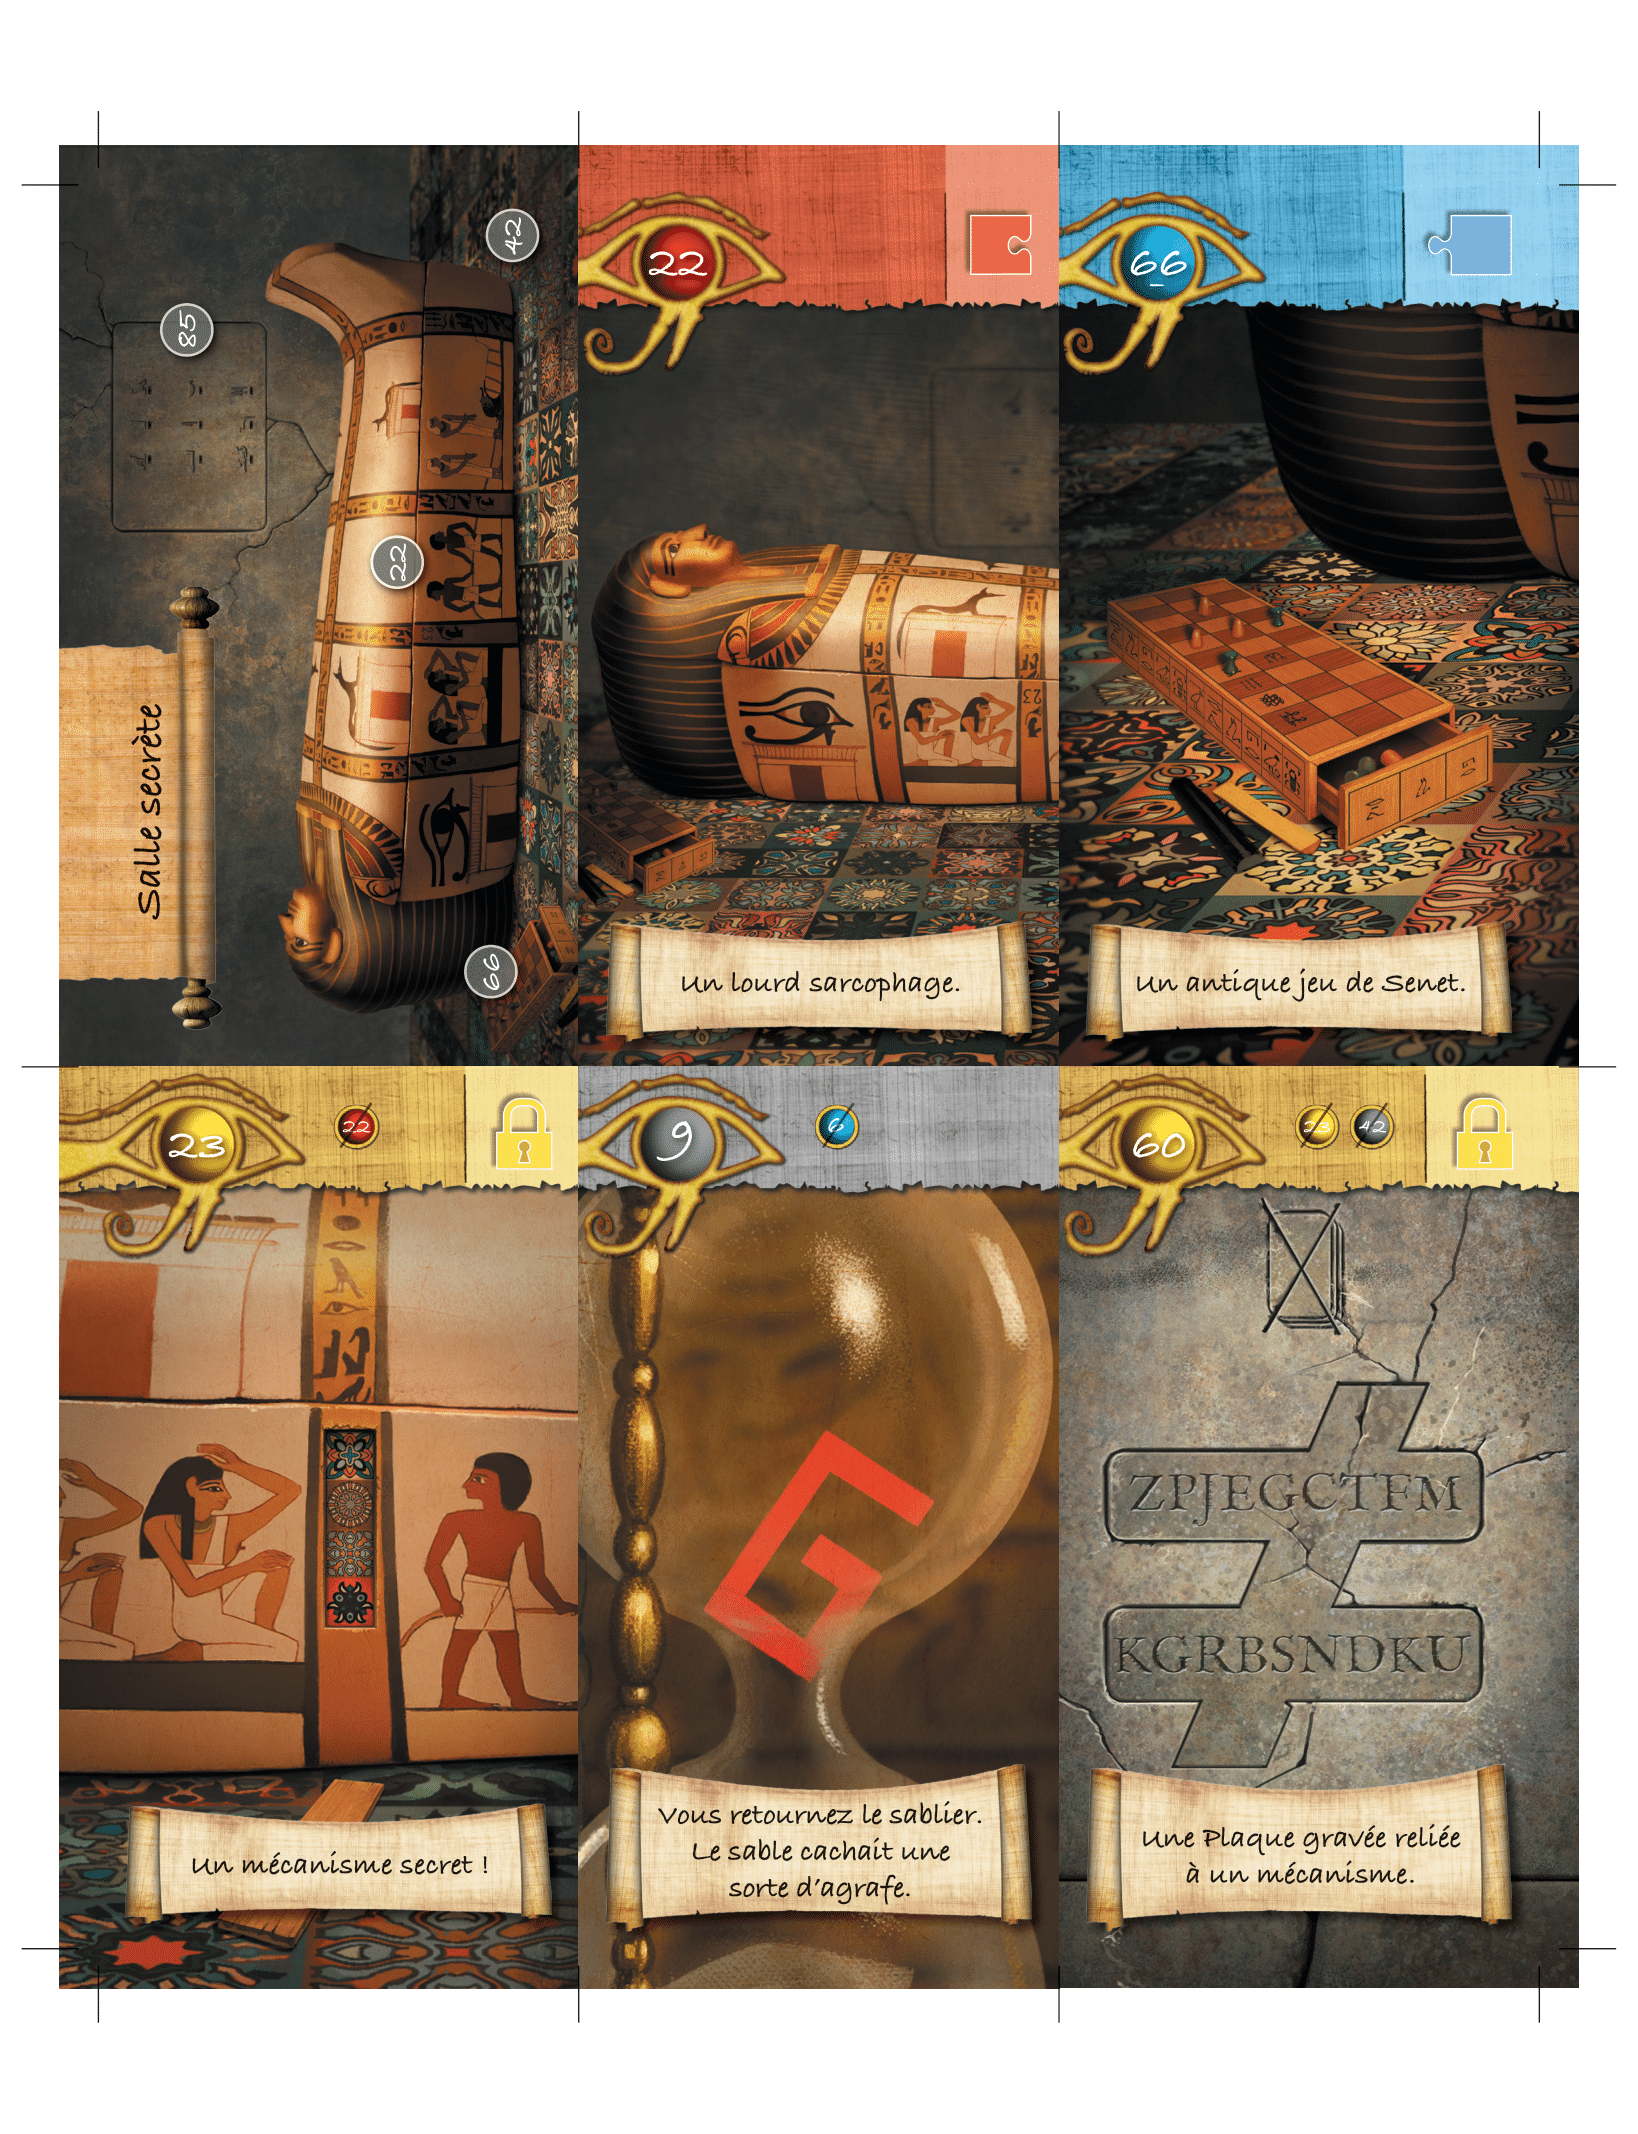 Salle secrète
85
42
22
66
22
Un lourd sarcophage.
23
66
Un antique jeu de Senet.
23
22
Un mécanisme secret !
9
6
Vous retournez le sablier.
Le sable cachait une
sorte d'agrafe.
60
23
42
ZPJEGCTFM
KGRBSNDKU
Une Plaque gravée reliée
à un mécanisme.